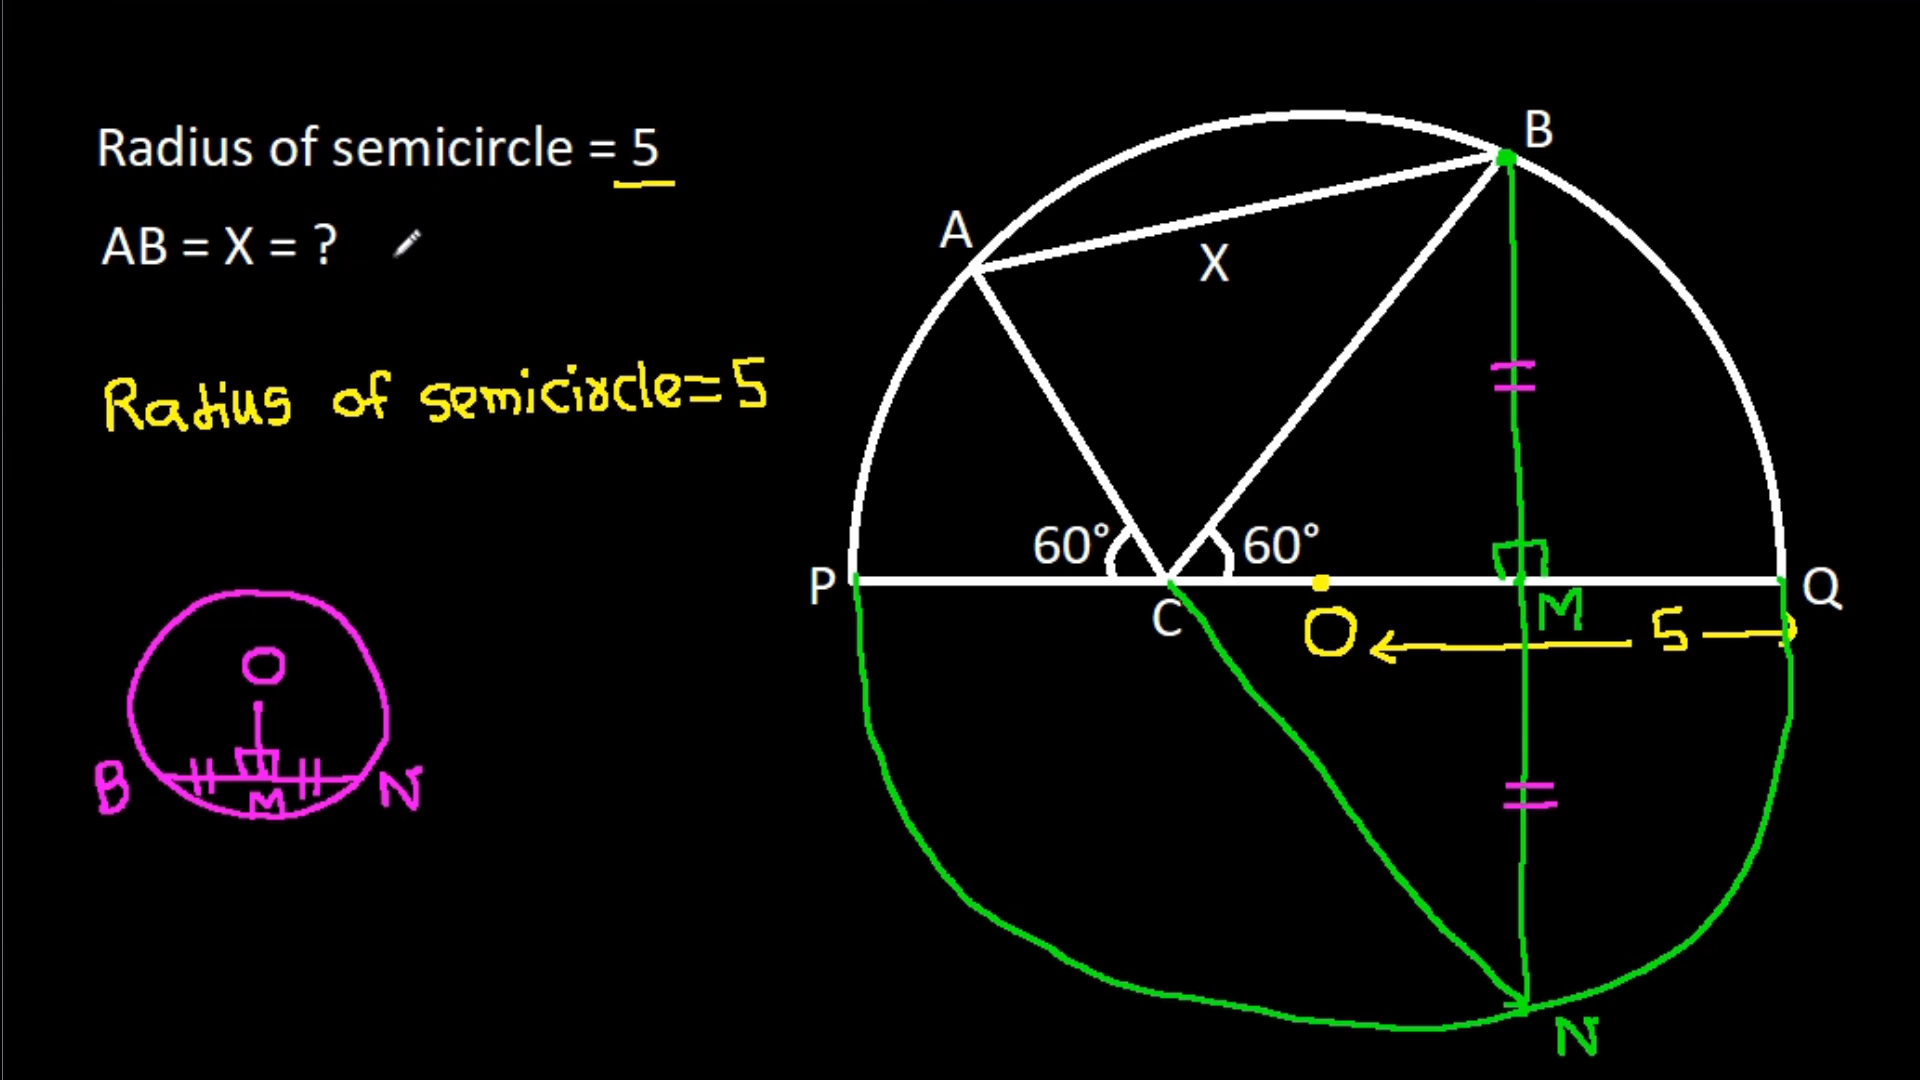 Radius of semicircle = 5
AB = X = ?
Radius of semicircle=5
O
B
M
N
B
A
X
60°
60°
P
C
O
M
5
Q
N